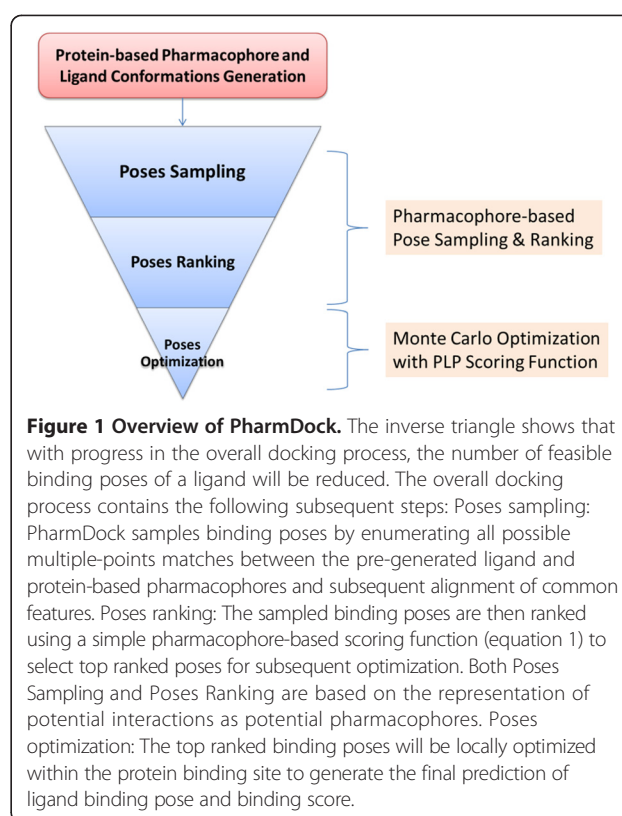 Protein-based Pharmacophore and
Ligand Conformations Generation
Poses Sampling
Poses Ranking
Poses
Optimization
Pharmacophore-based
Pose Sampling & Ranking
Monte Carlo Optimization
with PLP Scoring Function
Figure 1 Overview of PharmDock. The inverse triangle shows that
with progress in the overall docking process, the number of feasible
binding poses of a ligand will be reduced. The overall docking
process contains the following subsequent steps: Poses sampling:
PharmDock samples binding poses by enumerating all possible
multiple-points matches between the pre-generated ligand and
protein-based pharmacophores and subsequent alignment of common
features. Poses ranking: The sampled binding poses are then ranked
using a simple pharmacophore-based scoring function (equation 1) to
select top ranked poses for subsequent optimization. Both Poses
Sampling and Poses Ranking are based on the representation of
potential interactions as potential pharmacophores. Poses
optimization: The top ranked binding poses will be locally optimized
within the protein binding site to generate the final prediction of
ligand binding pose and binding score.